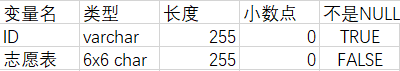 变量名 类型 长度 小数点 不是NULL
ID varchar 255 0 TRUE
志愿表 6x6 char 255 0 FALSE